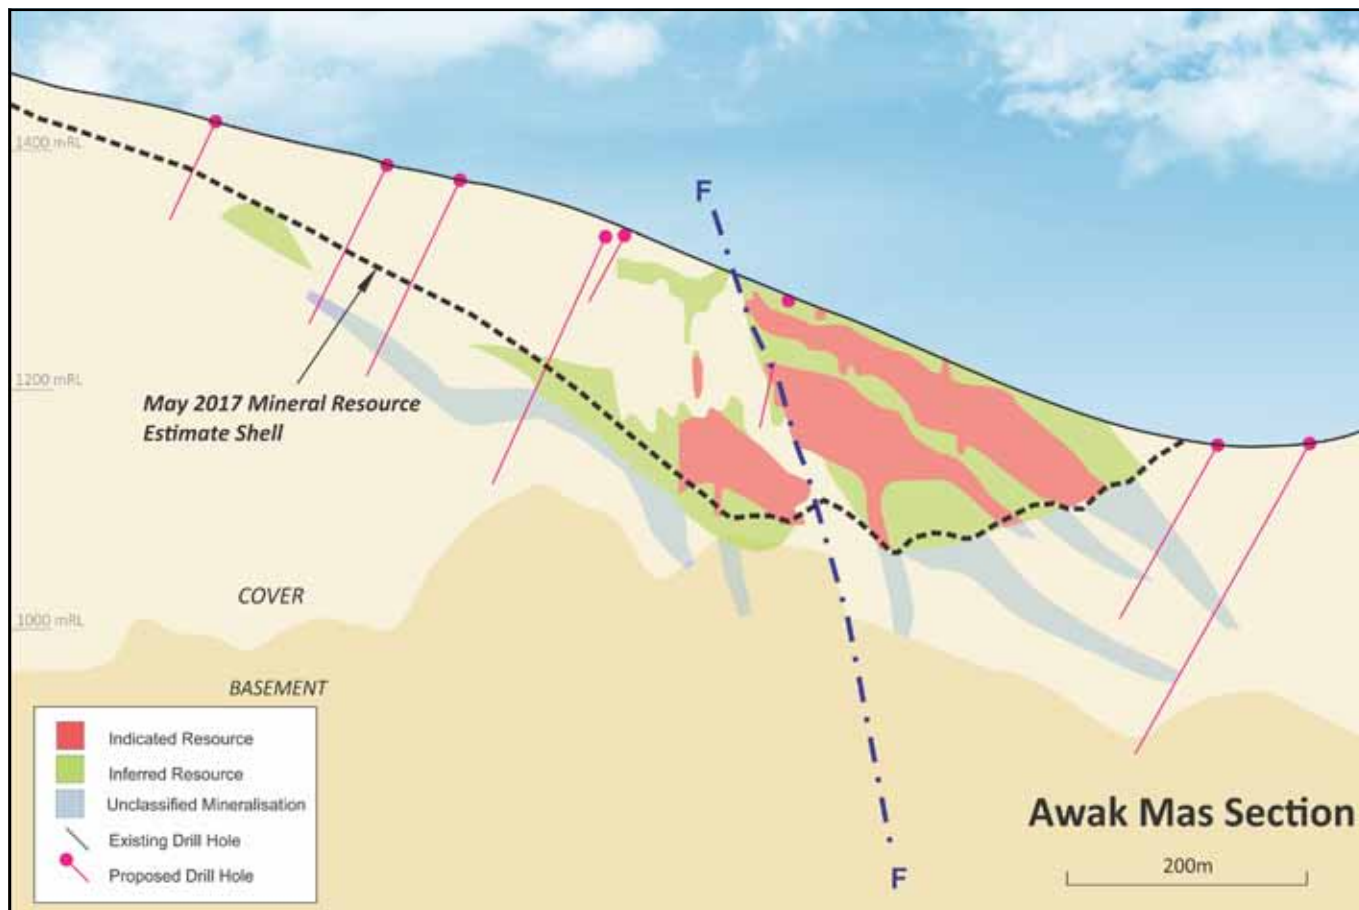 1400 mRL
F
1200 mRL
May 2017 Mineral Resource
Estimate Shell
COVER
1000 mRL
BASEMENT
Indicated Resource
Inferred Resource
Unclassified Mineralisation
Existing Drill Hole
Proposed Drill Hole
Awak Mas Section
200m
F